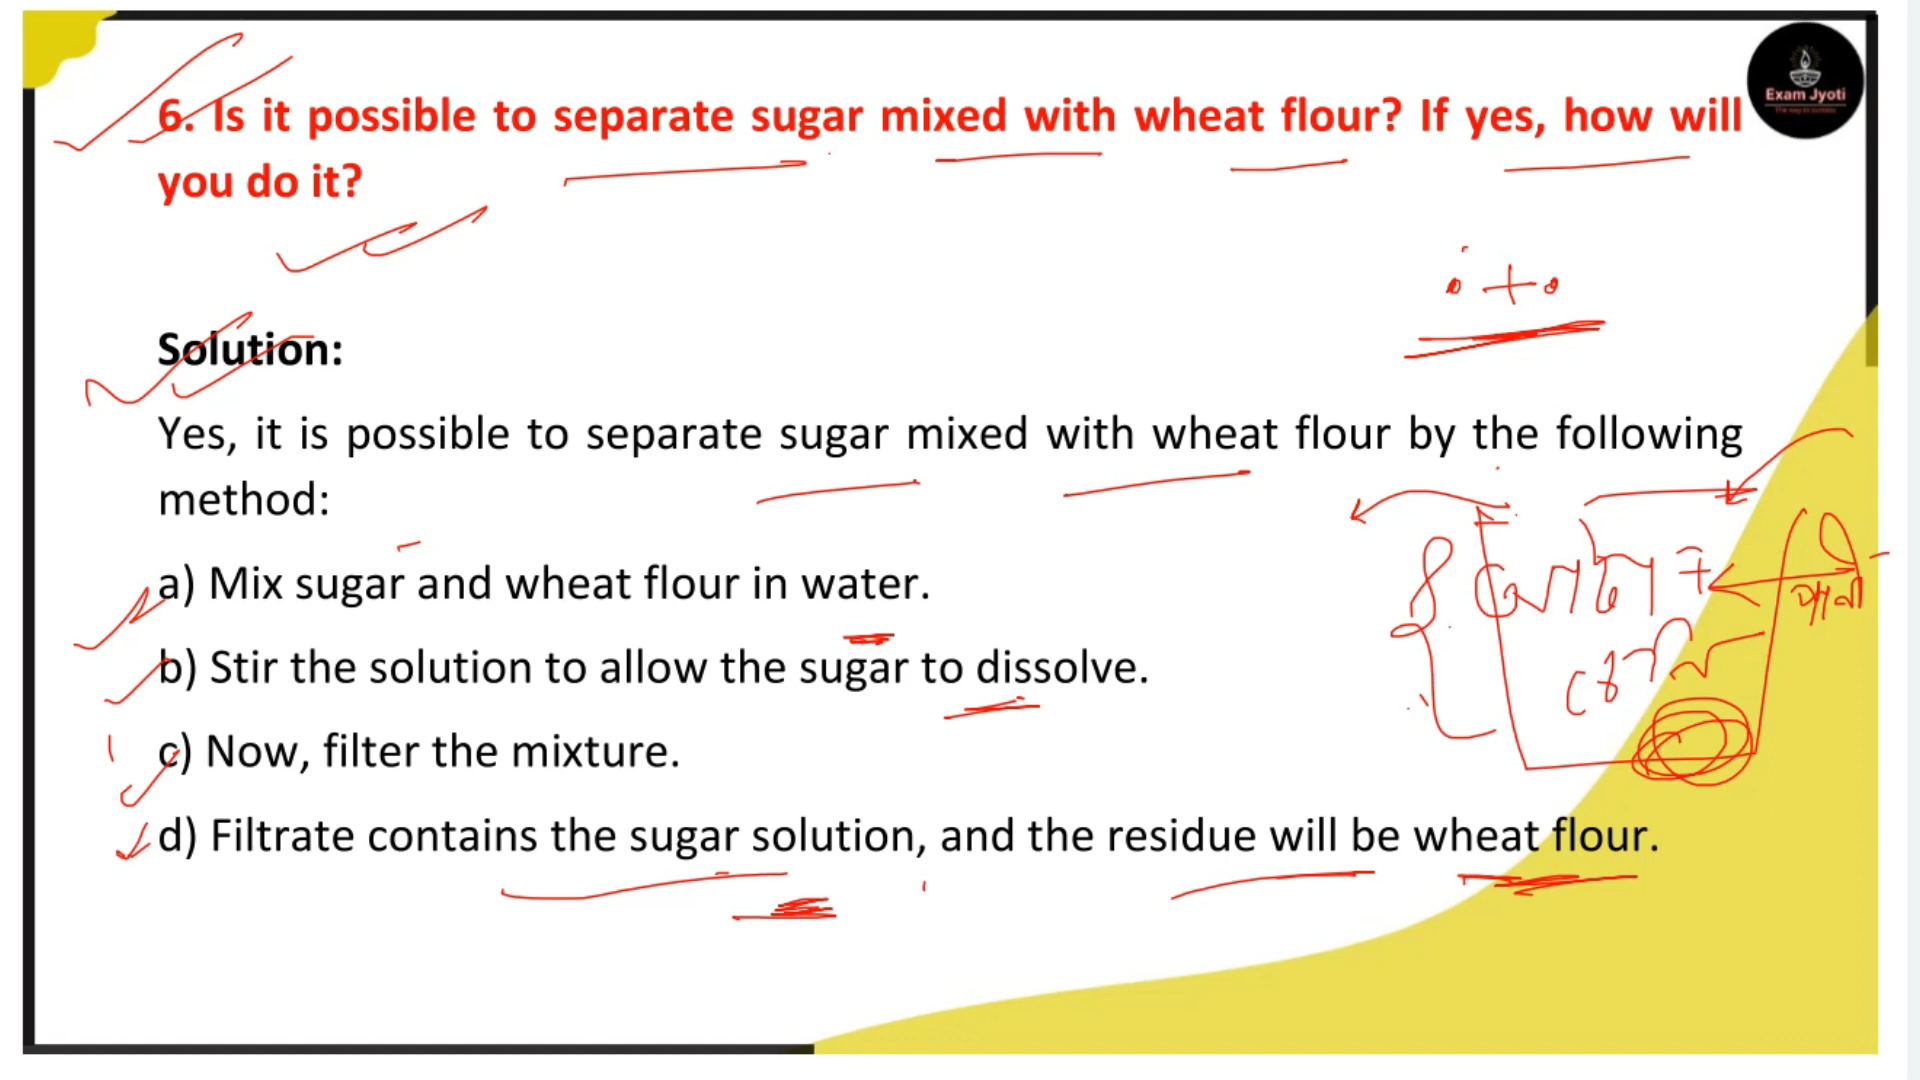 6. Is it possible to separate sugar mixed with wheat flour? If yes, how will
you do it?
Exam Jyoti
Solution:
Yes, it is possible to separate sugar mixed with wheat flour by the following
method:
a) Mix sugar and wheat flour in water.
b) Stir the solution to allow the sugar to dissolve.
c) Now, filter the mixture.
d) Filtrate contains the sugar solution, and the residue will be wheat flour.